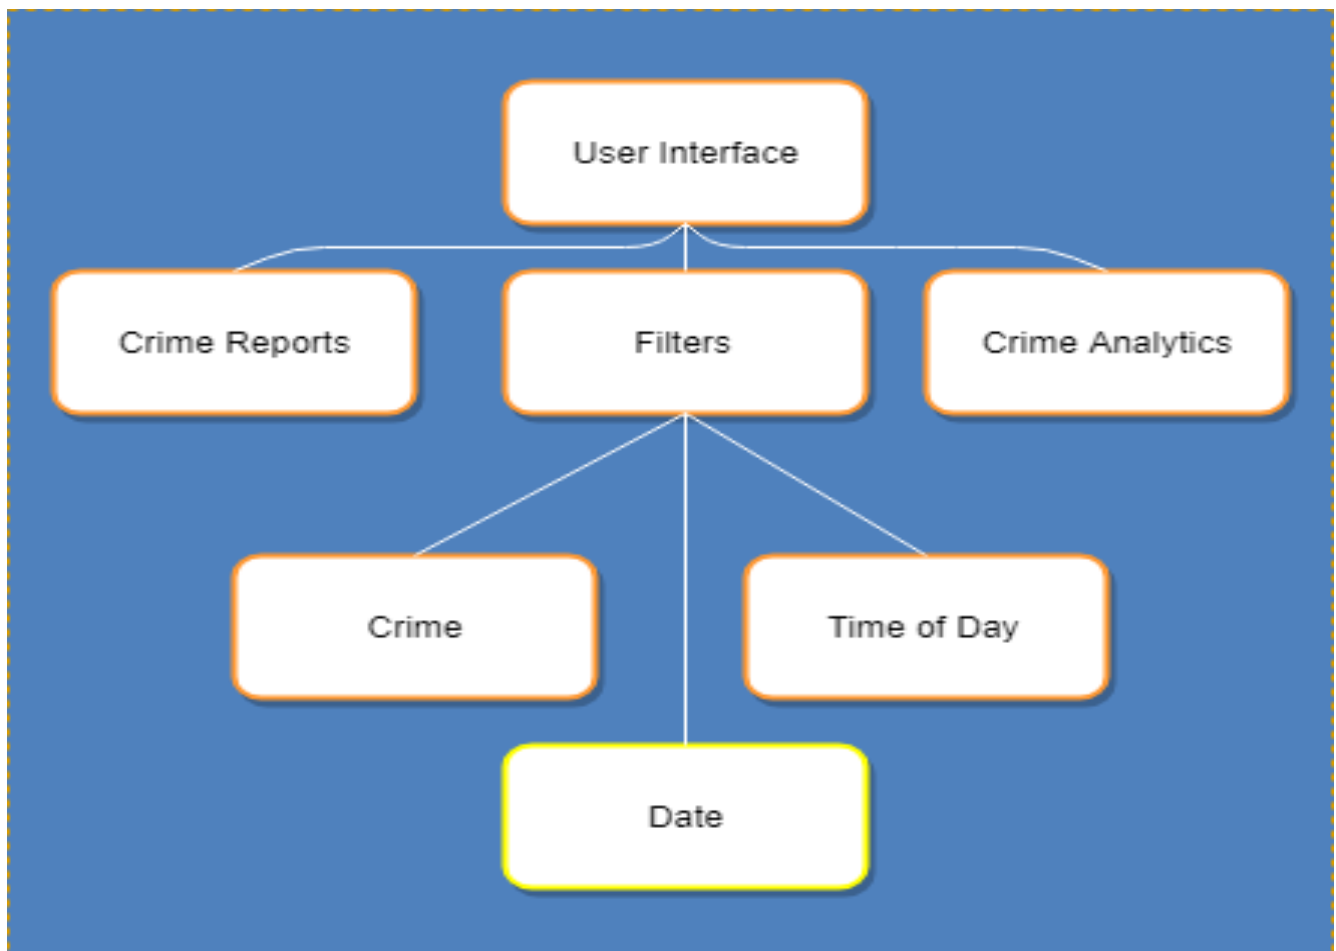 User Interface
Crime Reports
Filters
Crime Analytics
Crime
Time of Day
Date